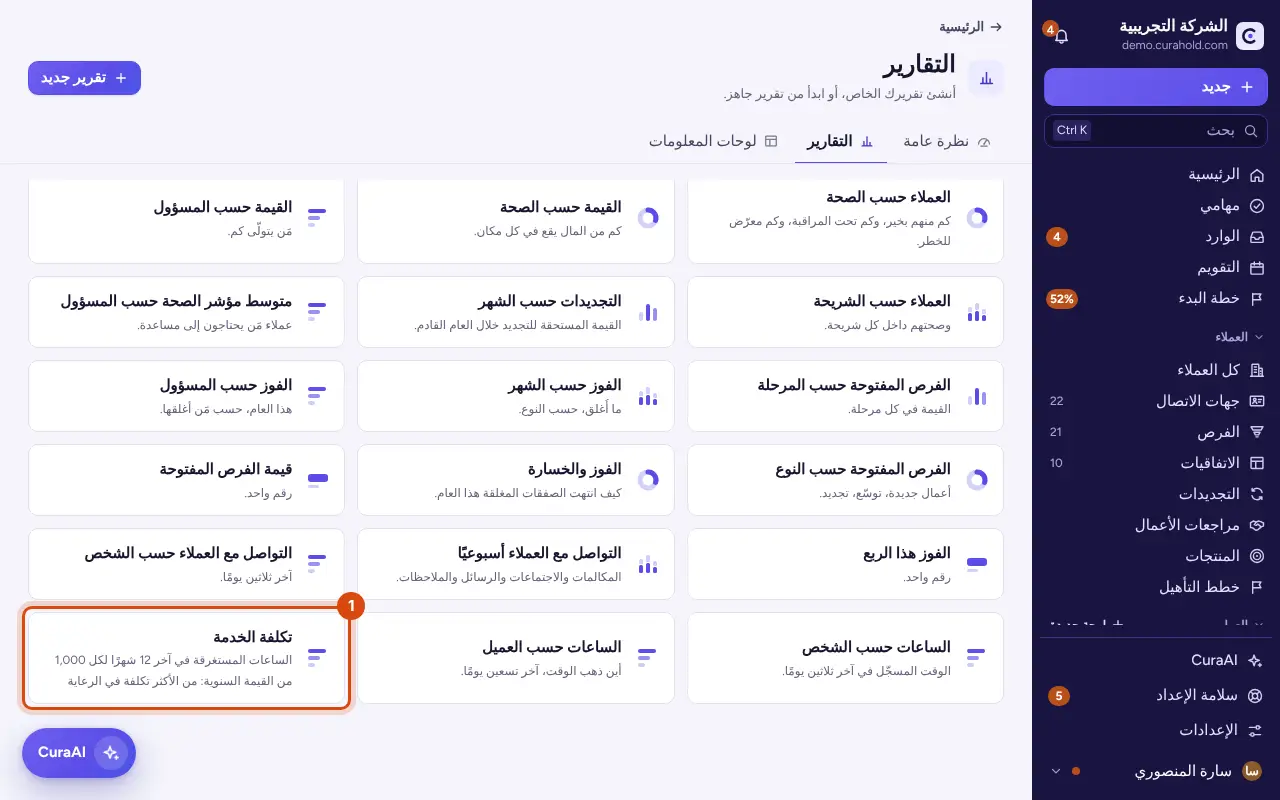 الشركة التجريبية
demo.curahold.com
4
جديد
بحث
Ctrl K
الرئيسية
مهامي
الوارد
4
التقويم
خطة البدء
52%
العملاء
كل العملاء
جهات الاتصال
22
الفرص
21
الاتفاقيات
10
التجديدات
مراجعات الأعمال
المنتجات
خطط التأهيل
CuraAI
سلامة الإعداد
5
الإعدادات
سا
سارة المنصوري
الرئيسية
التقارير
أنشئ تقريرك الخاص، أو ابدأ من تقرير جاهز.
تقرير جديد
نظرة عامة
التقارير
لوحات المعلومات
العملاء حسب الصحة
كم منهم بخير، وكم تحت المراقبة، وكم معرّض
للخطر.
القيمة حسب الصحة
كم من المال يقع في كل مكان.
القيمة حسب المسؤول
مَن يتولّى كم.
العملاء حسب الشريحة
وصحتهم داخل كل شريحة.
التجديدات حسب الشهر
القيمة المستحقة للتجديد خلال العام القادم.
متوسط مؤشر الصحة حسب المسؤول
عملاء مَن يحتاجون إلى مساعدة.
الفرص المفتوحة حسب المرحلة
القيمة في كل مرحلة.
الفوز حسب الشهر
ما أُغلق، حسب النوع.
الفوز حسب المسؤول
هذا العام، حسب مَن أغلقها.
الفرص المفتوحة حسب النوع
أعمال جديدة، توسّع، تجديد.
الفوز والخسارة
كيف انتهت الصفقات المغلقة هذا العام.
قيمة الفرص المفتوحة
رقم واحد.
الفوز هذا الربع
رقم واحد.
التواصل مع العملاء أسبوعيًا
المكالمات والاجتماعات والرسائل والملاحظات.
التواصل مع العملاء حسب الشخص
آخر ثلاثين يومًا.
الساعات حسب الشخص
الوقت المسجّل في آخر ثلاثين يومًا.
الساعات حسب العميل
أين ذهب الوقت، آخر تسعين يومًا.
1
تكلفة الخدمة
الساعات المستغرقة في آخر 12 شهرًا لكل 1,000
من القيمة السنوية: من الأكثر تكلفة في الرعاية
CuraAI